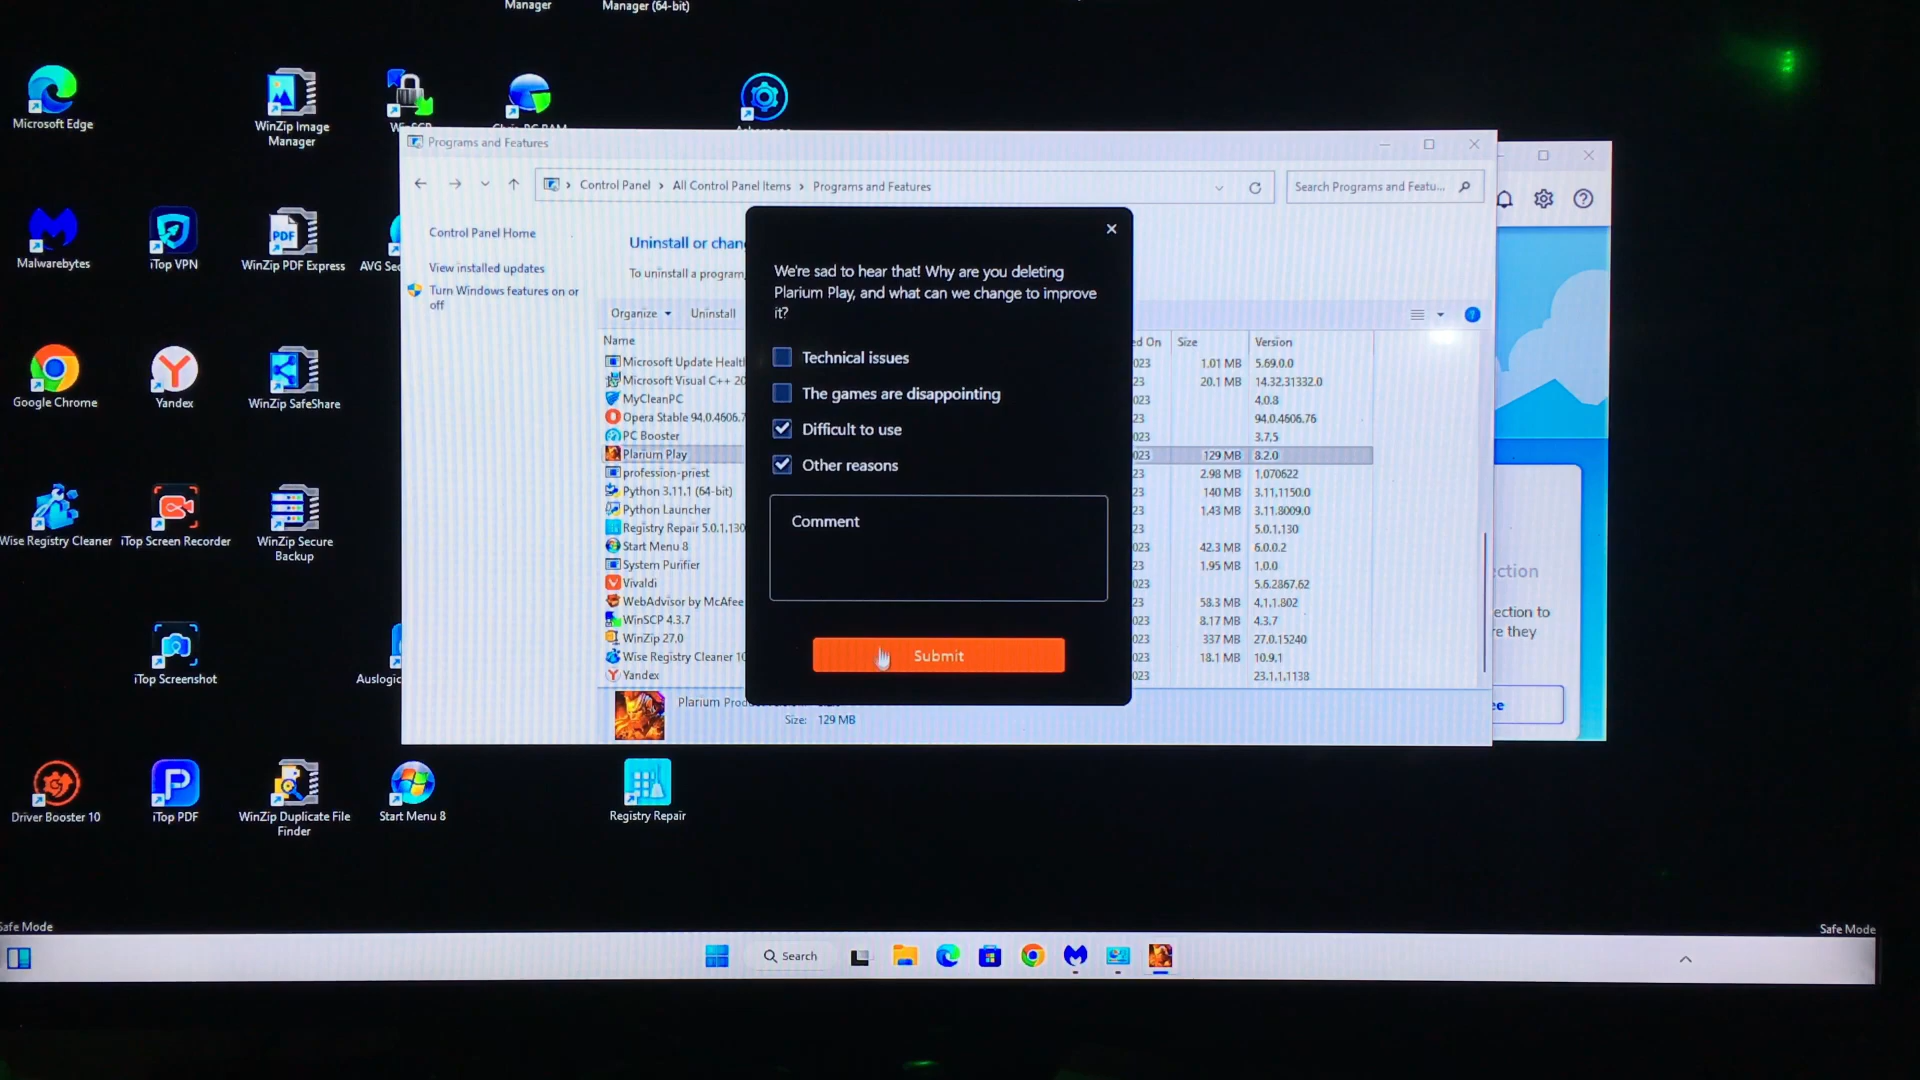 Manager
Manager (64-bit)
Microsoft Edge
WinZip Image
Manager
Malwarebytes
iTop VPN
WinZip PDF Express
Google Chrome
Yandex
WinZip SafeShare
Wise Registry Cleaner
iTop Screen Recorder
WinZip Secure
Backup
iTop Screenshot
Driver Booster 10
iTop PDF
WinZip Duplicate File
Finder
Start Menu 8
Registry Repair
Programs and Features
Control Panel > All Control Panel Items > Programs and Features
Search Programs and Featu...
Control Panel Home
View installed updates
Turn Windows features on or
off
Uninstall or chan
To uninstall a program,
Organize
Uninstall
Name
ed On
Size
Version
Microsoft Update Healt
023 1.01 MB 5.69.0.0
Microsoft Visual C++ 20
23 20.1 MB 14.32.31332.0
MyCleanPC
023 4.0.8
Opera Stable 94.0.4606.7
23 94.0.4606.76
PC Booster
023 3.7.5
Plarium Play
023 129 MB 8.2.0
profession-priest
23 2.98 MB 1.070622
Python 3.11.1 (64-bit)
23 140 MB 3.11.1150.0
Python Launcher
23 1.43 MB 3.11.8009.0
Registry Repair 5.0.1.130
23 5.0.1.130
Start Menu 8
023 42.3 MB 6.0.0.2
System Purifier
23 1.95 MB 1.0.0
Vivaldi
023 5.6.2867.62
WebAdvisor by McAfee
23 58.3 MB 4.1.1.802
WinSCP 4.3.7
023 8.17 MB 4.3.7
WinZip 27.0
023 337 MB 27.0.15240
Wise Registry Cleaner 10
023 18.1 MB 10.9.1
Yandex
023 23.1.1.1138
Plarium Prod
Size: 129 MB
We're sad to hear that! Why are you deleting
Plarium Play, and what can we change to improve
it?
Technical issues
The games are disappointing
Difficult to use
Other reasons
Comment
Submit
ection
ection to
re they
ee
Safe Mode
Safe Mode
Search